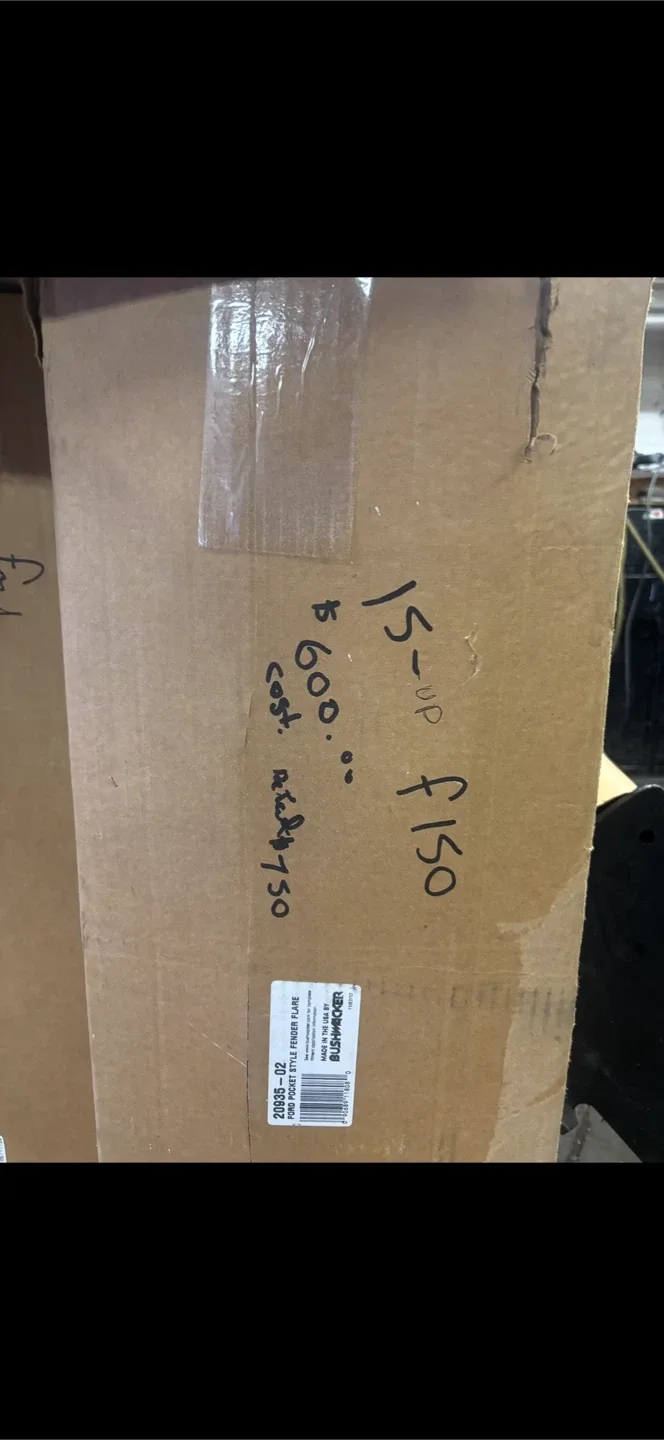 15-up f150
$600.00
cost. Retail $750
20935-02
FORD POCKET STYLE FENDER FLARE
MADE IN THE USA BY
BUSHWACKER